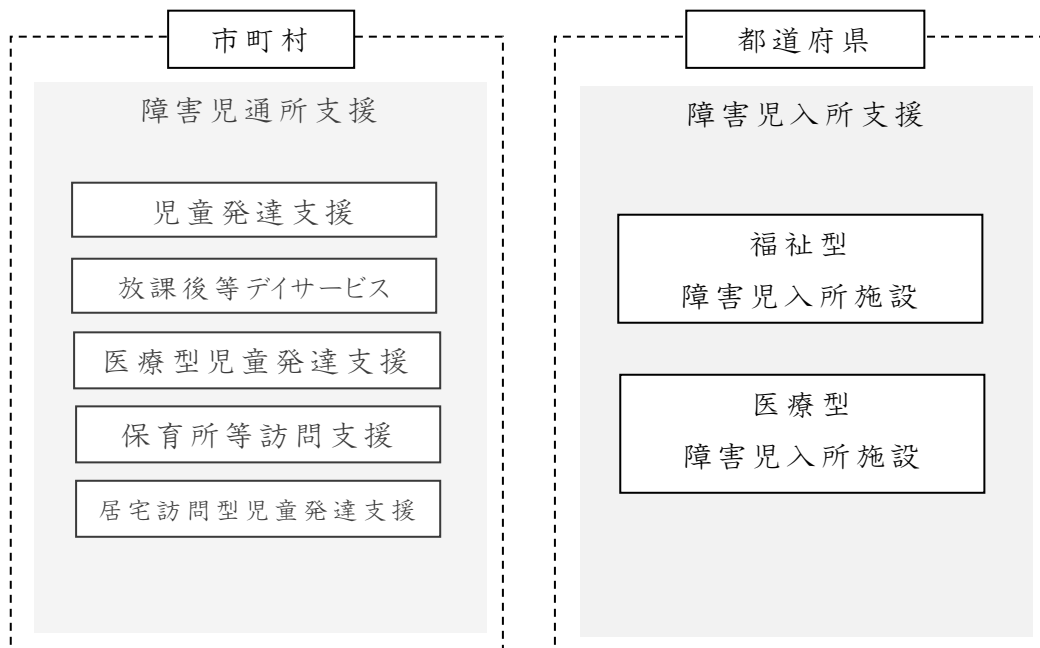 市町村
障害児通所支援
児童発達支援
放課後等デイサービス
医療型児童発達支援
保育所等訪問支援
居宅訪問型児童発達支援
都道府県
障害児入所支援
福祉型
障害児入所施設
医療型
障害児入所施設